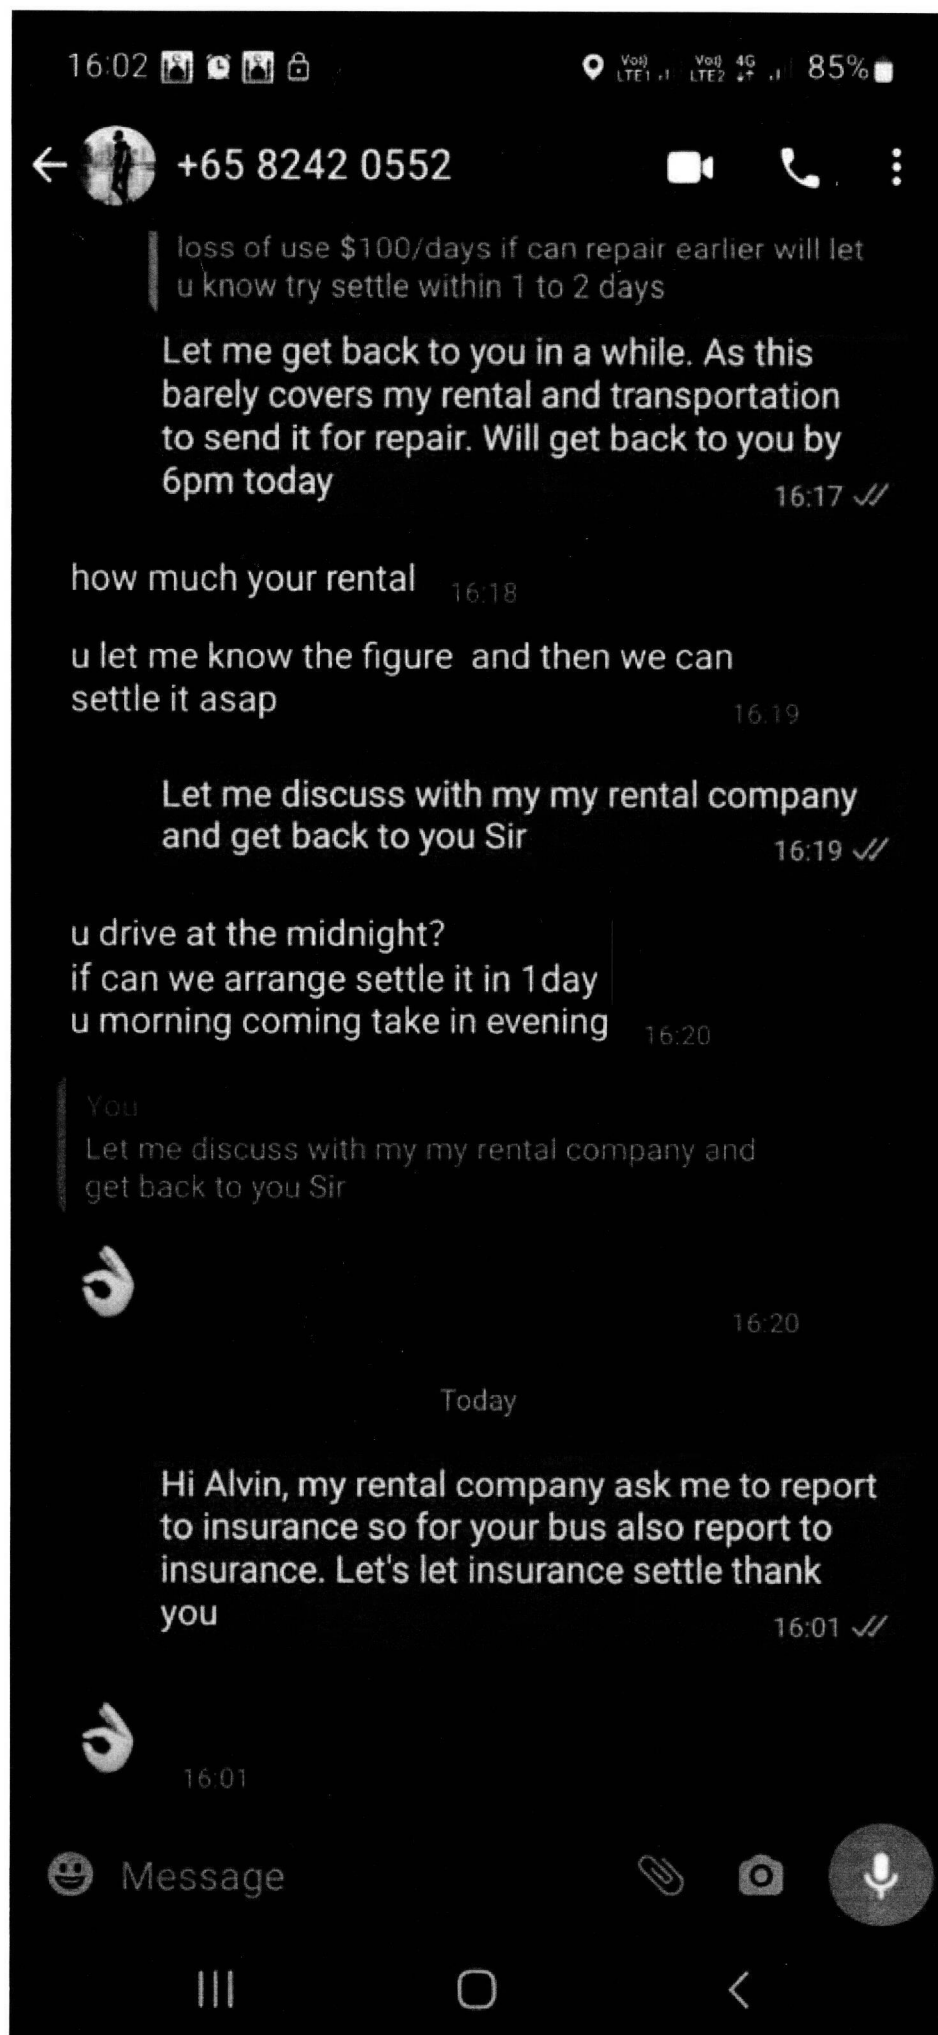 16:02
Vo)) LTE1 Vo)) LTE2 4G 85%
+65 8242 0552
loss of use $100/days if can repair earlier will let
u know try settle within 1 to 2 days
Let me get back to you in a while. As this
barely covers my rental and transportation
to send it for repair. Will get back to you by
6pm today
16:17
how much your rental 16:18
u let me know the figure and then we can
settle it asap
16:19
Let me discuss with my my rental company
and get back to you Sir
16:19
u drive at the midnight?
if can we arrange settle it in 1day
u morning coming take in evening 16:20
You
Let me discuss with my my rental company and
get back to you Sir
👌
16:20
Today
Hi Alvin, my rental company ask me to report
to insurance so for your bus also report to
insurance. Let's let insurance settle thank
you
16:01
👌
16:01
Message